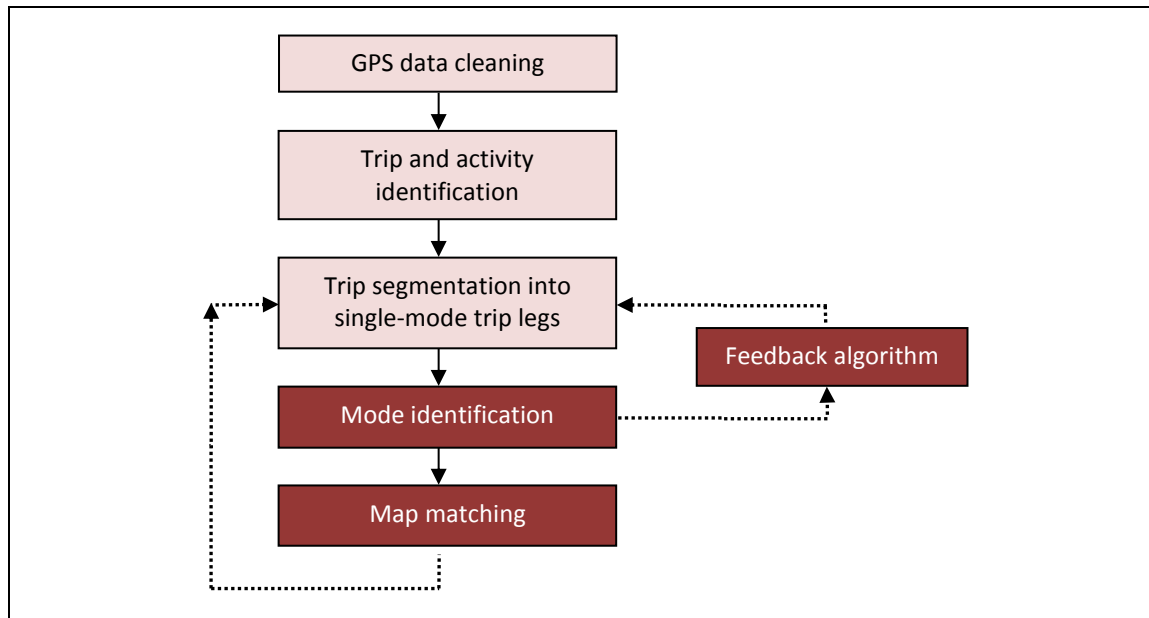 GPS data cleaning
Trip and activity
identification
Trip segmentation into
single-mode trip legs
Feedback algorithm
Mode identification
Map matching